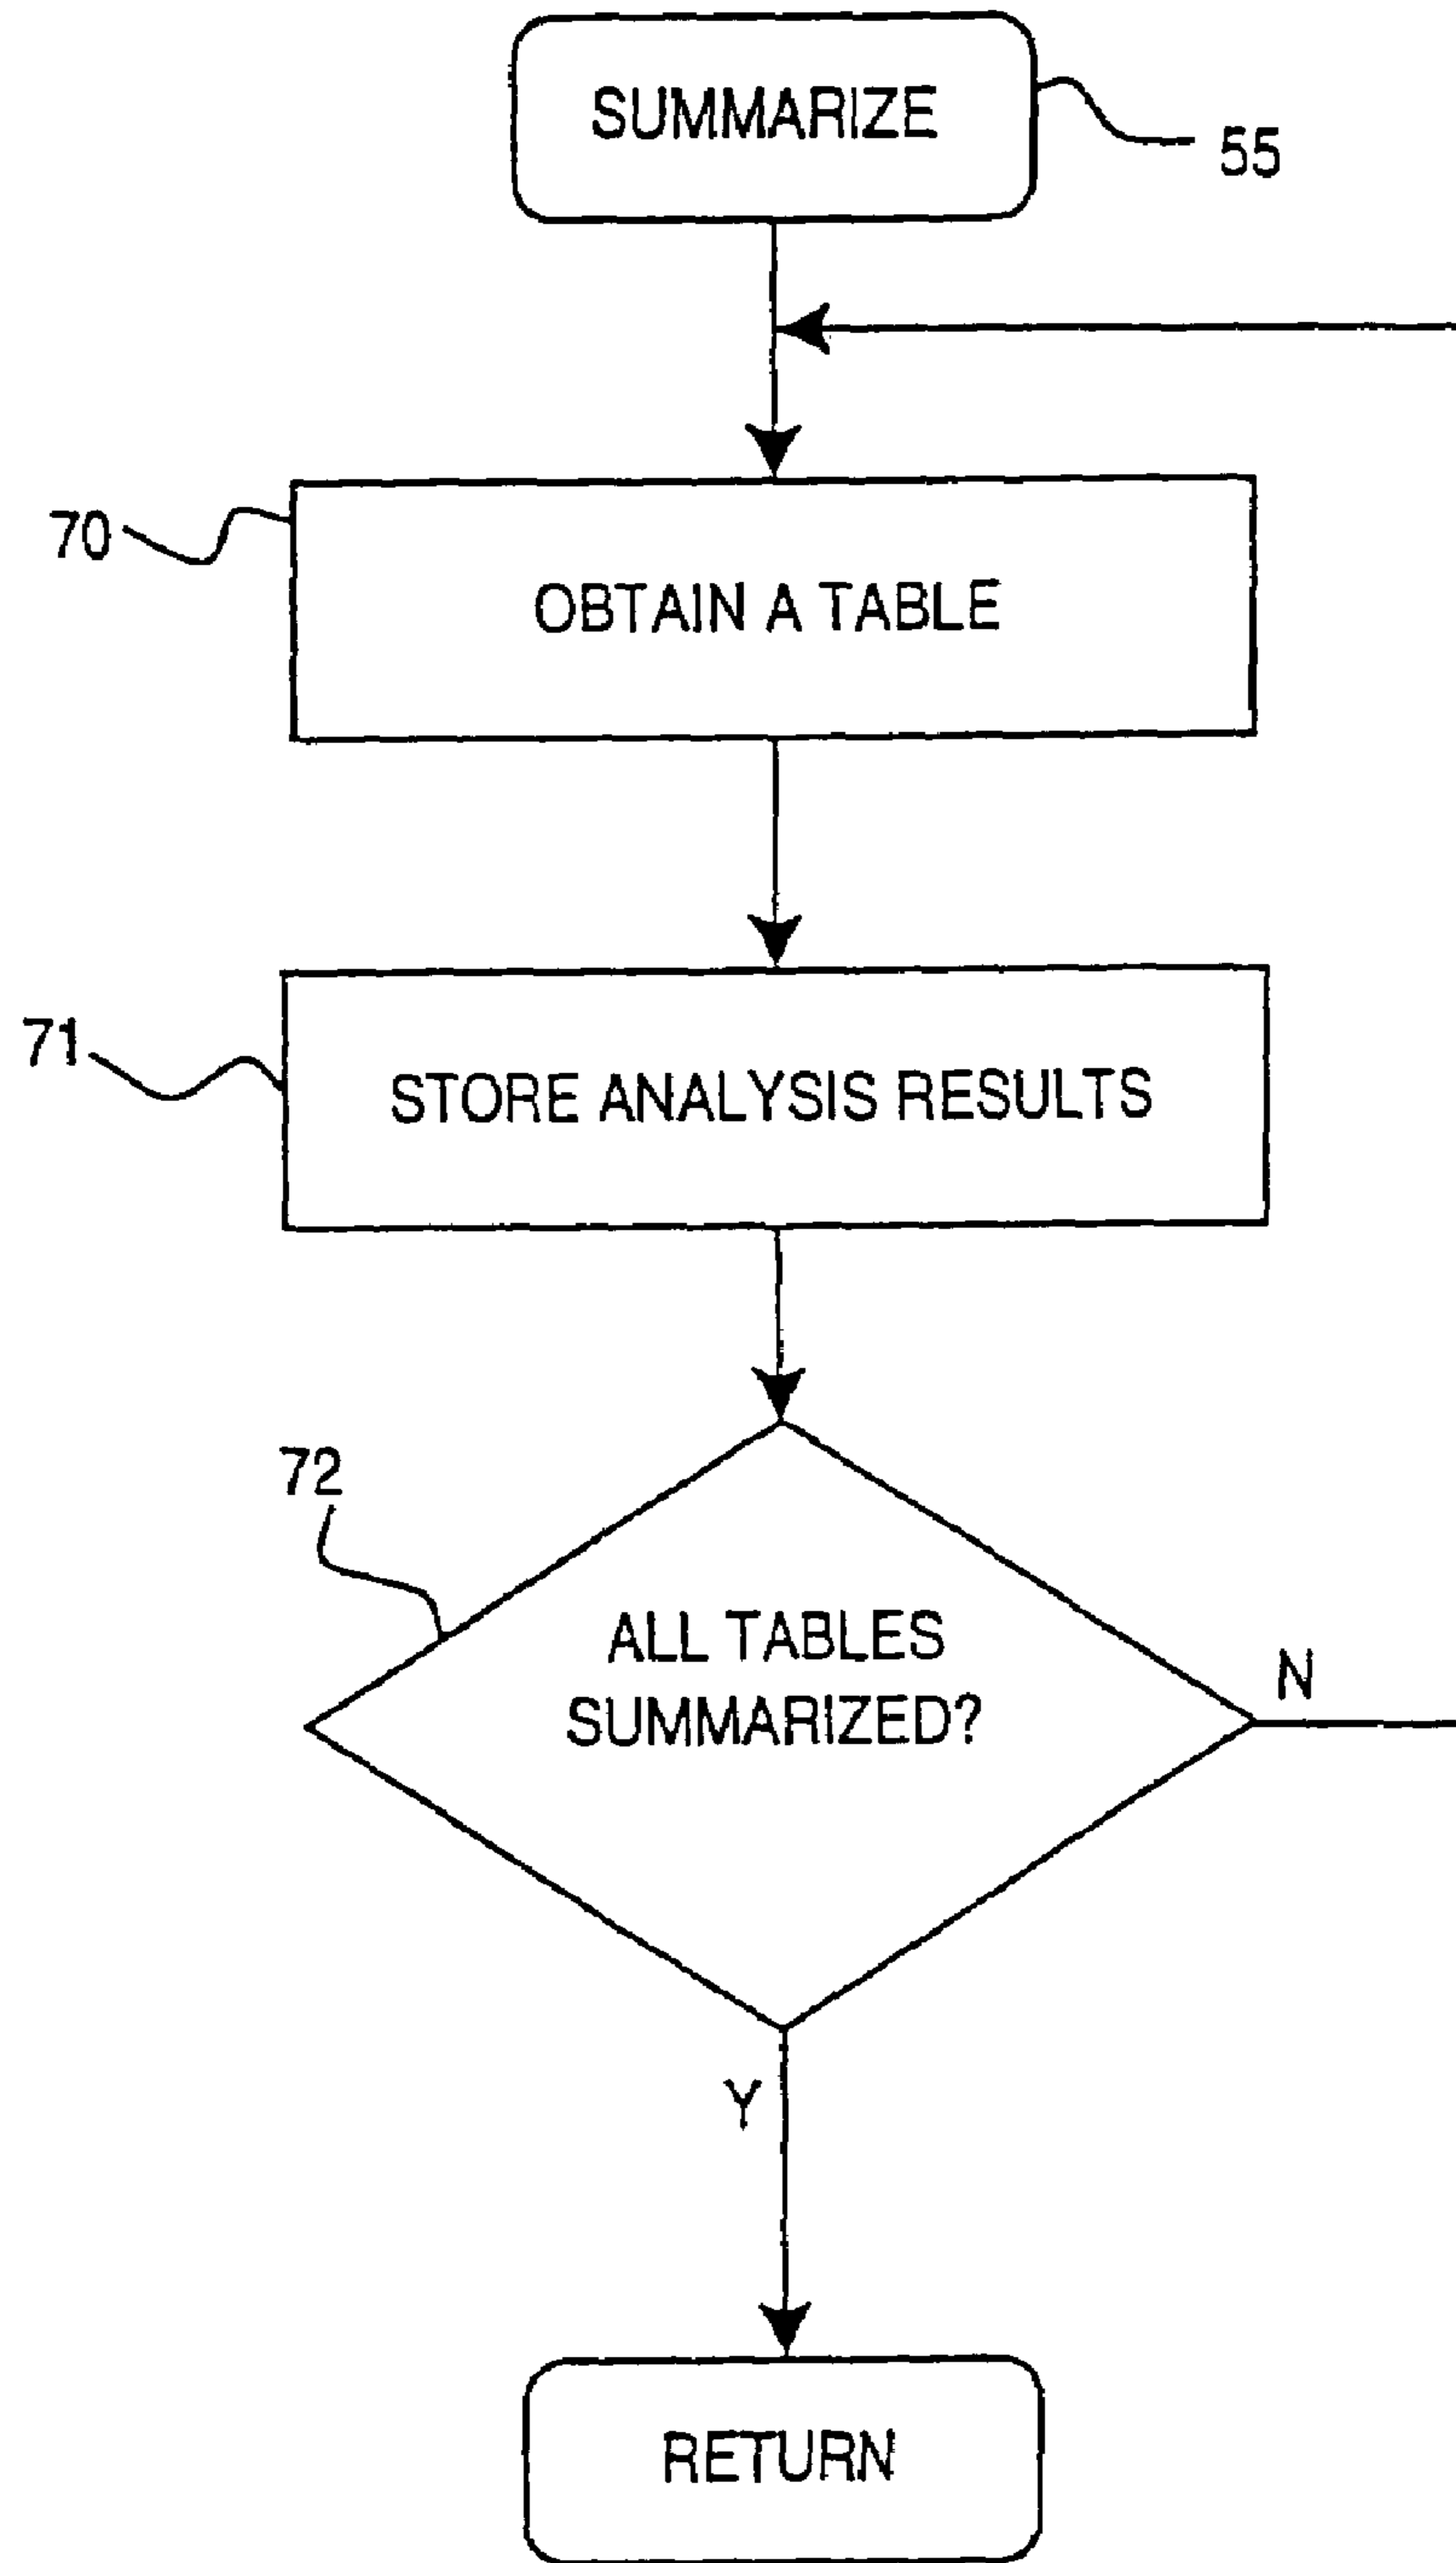 SUMMARIZE
55
70
OBTAIN A TABLE
71
STORE ANALYSIS RESULTS
72
ALL TABLES
SUMMARIZED?
N
Y
RETURN